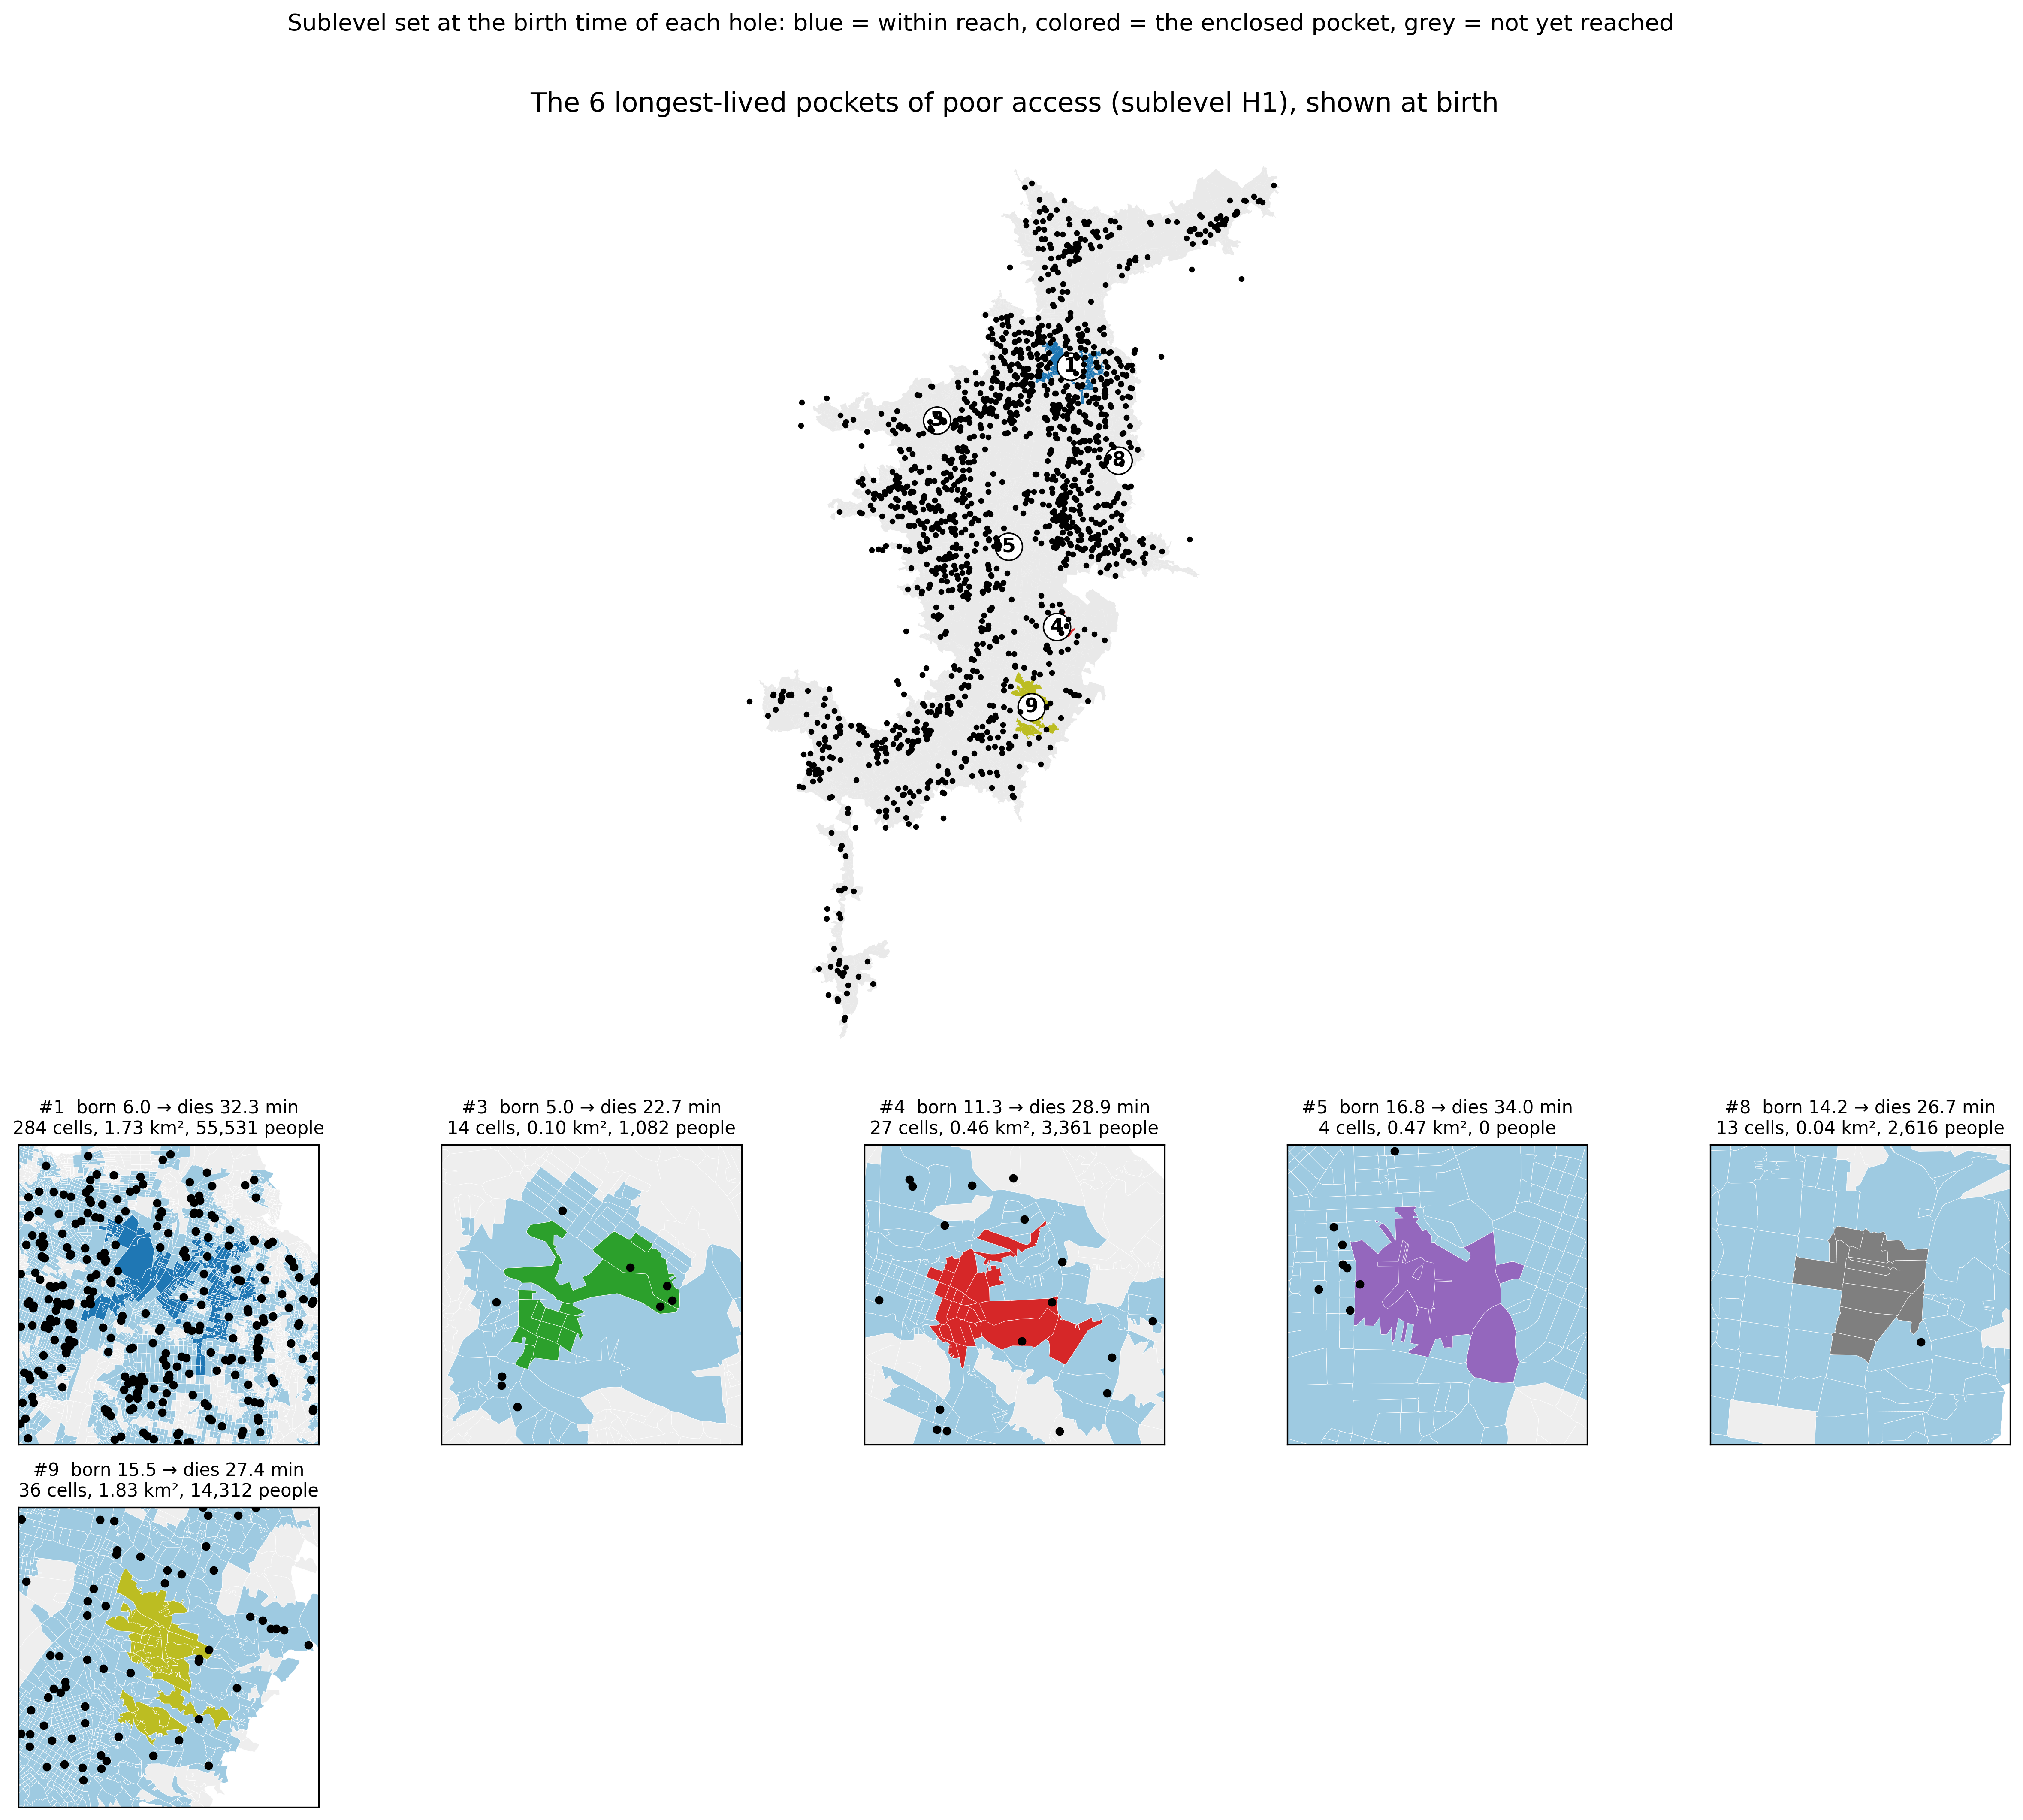 Sublevel set at the birth time of each hole: blue = within reach, colored = the enclosed pocket, grey = not yet reached
The 6 longest-lived pockets of poor access (sublevel H1), shown at birth
1
3
8
5
4
9
#1  born 6.0 → dies 32.3 min
284 cells, 1.73 km², 55,531 people
#3  born 5.0 → dies 22.7 min
14 cells, 0.10 km², 1,082 people
#4  born 11.3 → dies 28.9 min
27 cells, 0.46 km², 3,361 people
#5  born 16.8 → dies 34.0 min
4 cells, 0.47 km², 0 people
#8  born 14.2 → dies 26.7 min
13 cells, 0.04 km², 2,616 people
#9  born 15.5 → dies 27.4 min
36 cells, 1.83 km², 14,312 people